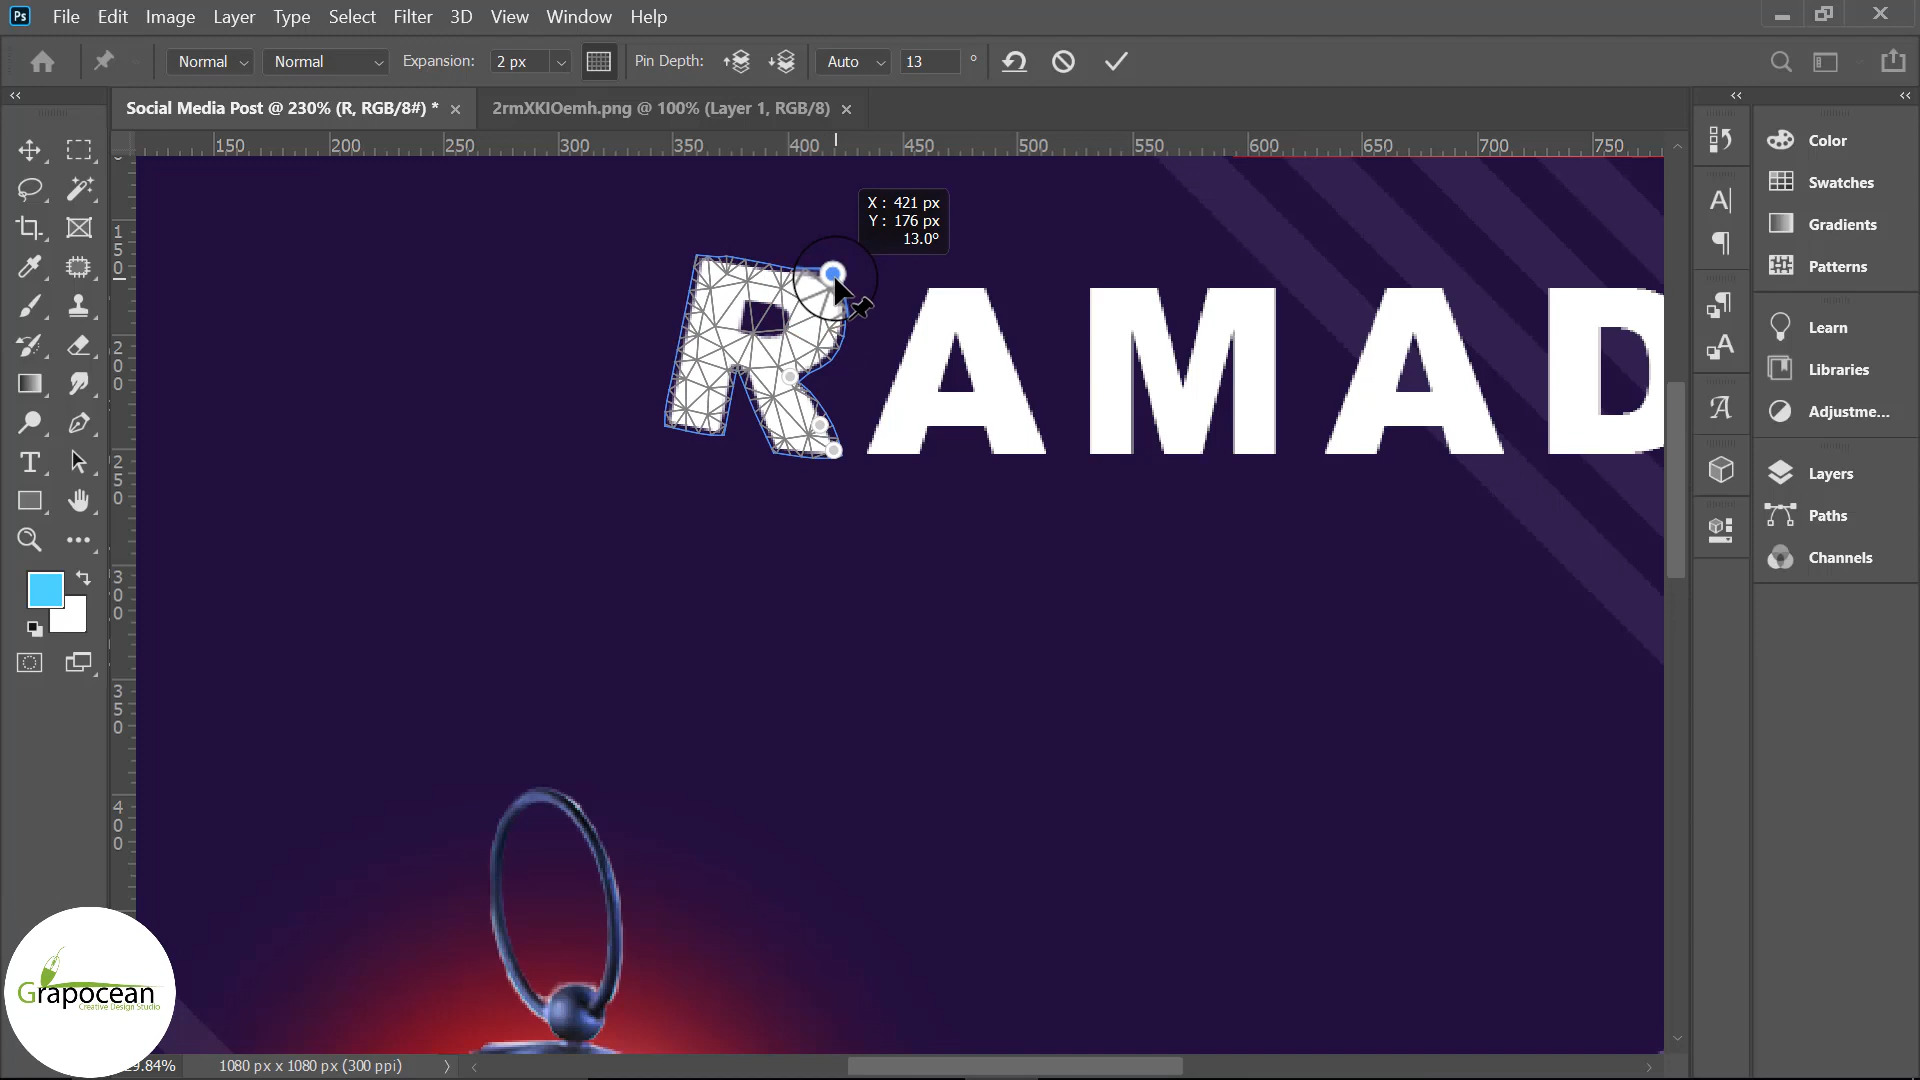 Ps File Edit Image Layer Type Select Filter 3D View Window Help
Normal Normal Expansion: 2 px Pin Depth: Auto 13 °
Social Media Post @ 230% (R, RGB/8#) * × 2rmXKIOemh.png @ 100% (Layer 1, RGB/8) ×
150 200 250 300 350 400 450 500 550 600 650 700 750
X : 421 px
Y : 176 px
13.0°
150
200
250
300
350
400
RAMAD
Color
Swatches
Gradients
Patterns
Learn
Libraries
Adjustme...
Layers
Paths
Channels
Grapocean
Creative Design Studio
9.84% 1080 px x 1080 px (300 ppi)